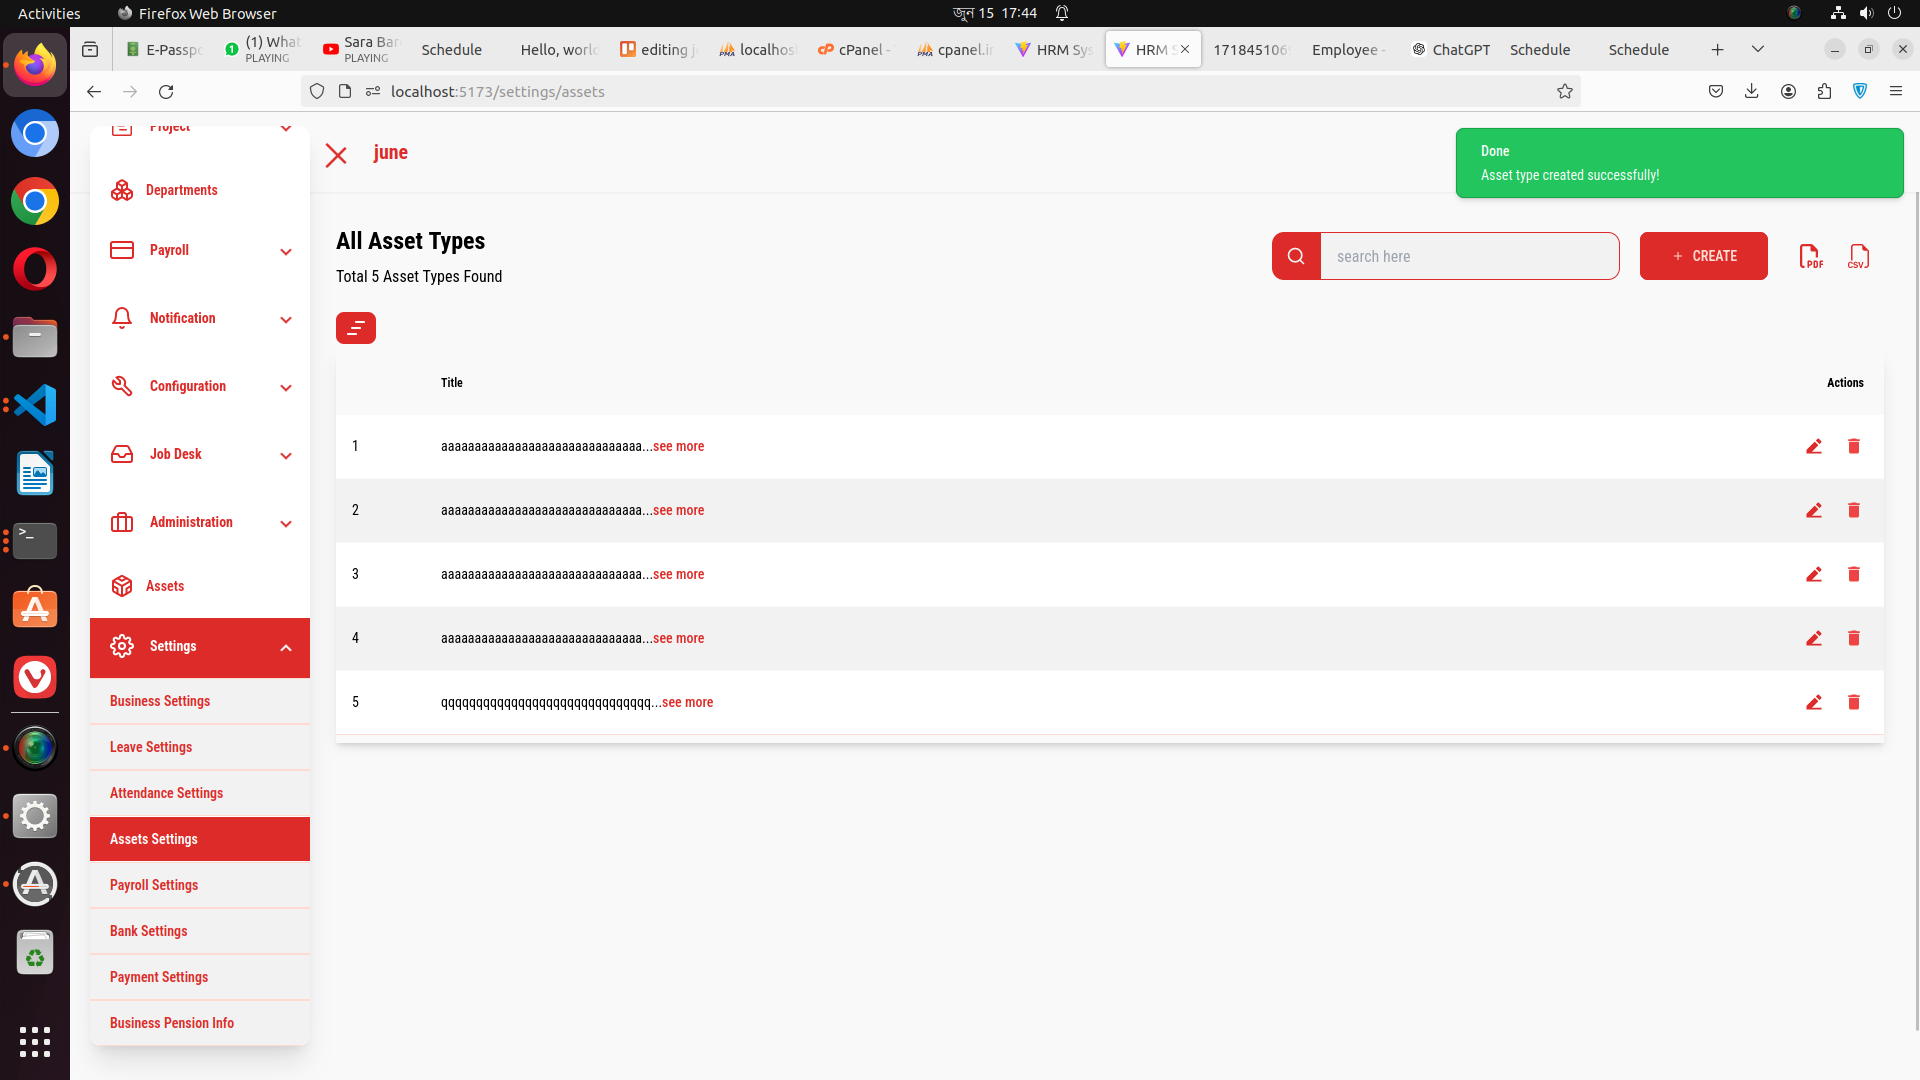 Activities
Firefox Web Browser
জুন 15 17:44
E-Passpo
(1) What
PLAYING
Sara Bar
PLAYING
Schedule
Hello, world
editing j
localhos
cPanel -
cpanel.in
HRM Sys
HRM S
1718451069
Employee -
ChatGPT
Schedule
Schedule
localhost:5173/settings/assets
Project
Departments
Payroll
Notification
Configuration
Job Desk
Administration
Assets
Settings
Business Settings
Leave Settings
Attendance Settings
Assets Settings
Payroll Settings
Bank Settings
Payment Settings
Business Pension Info
june
Done
Asset type created successfully!
All Asset Types
Total 5 Asset Types Found
search here
+ CREATE
PDF
CSV
Title
Actions
1 aaaaaaaaaaaaaaaaaaaaaaaaaaaaaa...see more
2 aaaaaaaaaaaaaaaaaaaaaaaaaaaaaa...see more
3 aaaaaaaaaaaaaaaaaaaaaaaaaaaaaa...see more
4 aaaaaaaaaaaaaaaaaaaaaaaaaaaaaa...see more
5 qqqqqqqqqqqqqqqqqqqqqqqqqqqqqq...see more